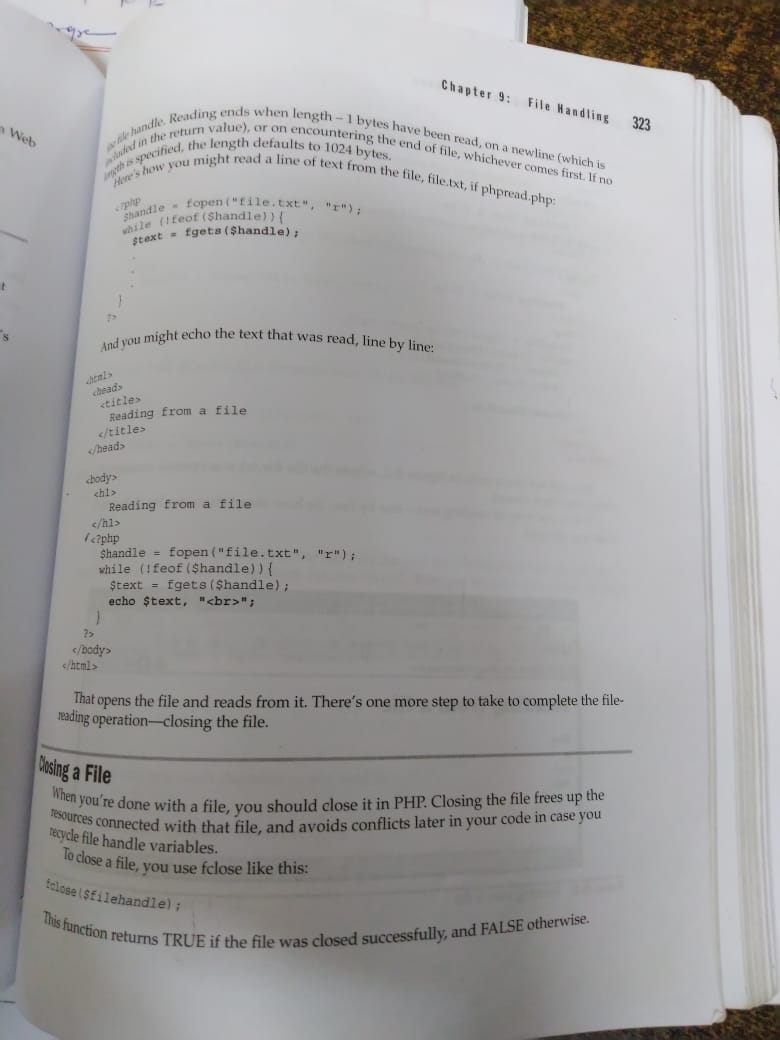 Web
Chapter 9: File Handling 323
the file handle. Reading ends when length – 1 bytes have been read, on a newline (which is
included in the return value), or on encountering the end of file, whichever comes first. If no
length is specified, the length defaults to 1024 bytes.
Here's how you might read a line of text from the file, file.txt, if phpread.php:
<?php
$handle = fopen("file.txt", "r");
while (!feof($handle)){
$text = fgets($handle);
.
.
.
}
?>
And you might echo the text that was read, line by line:
<html>
<head>
<title>
Reading from a file
</title>
</head>
<body>
<h1>
Reading from a file
</h1>
<?php
$handle = fopen("file.txt", "r");
while (!feof($handle)){
$text = fgets($handle);
echo $text, "<br>";
}
?>
</body>
</html>
That opens the file and reads from it. There's one more step to take to complete the file-
reading operation—closing the file.
Closing a File
When you're done with a file, you should close it in PHP. Closing the file frees up the
resources connected with that file, and avoids conflicts later in your code in case you
recycle file handle variables.
To close a file, you use fclose like this:
fclose($filehandle);
This function returns TRUE if the file was closed successfully, and FALSE otherwise.